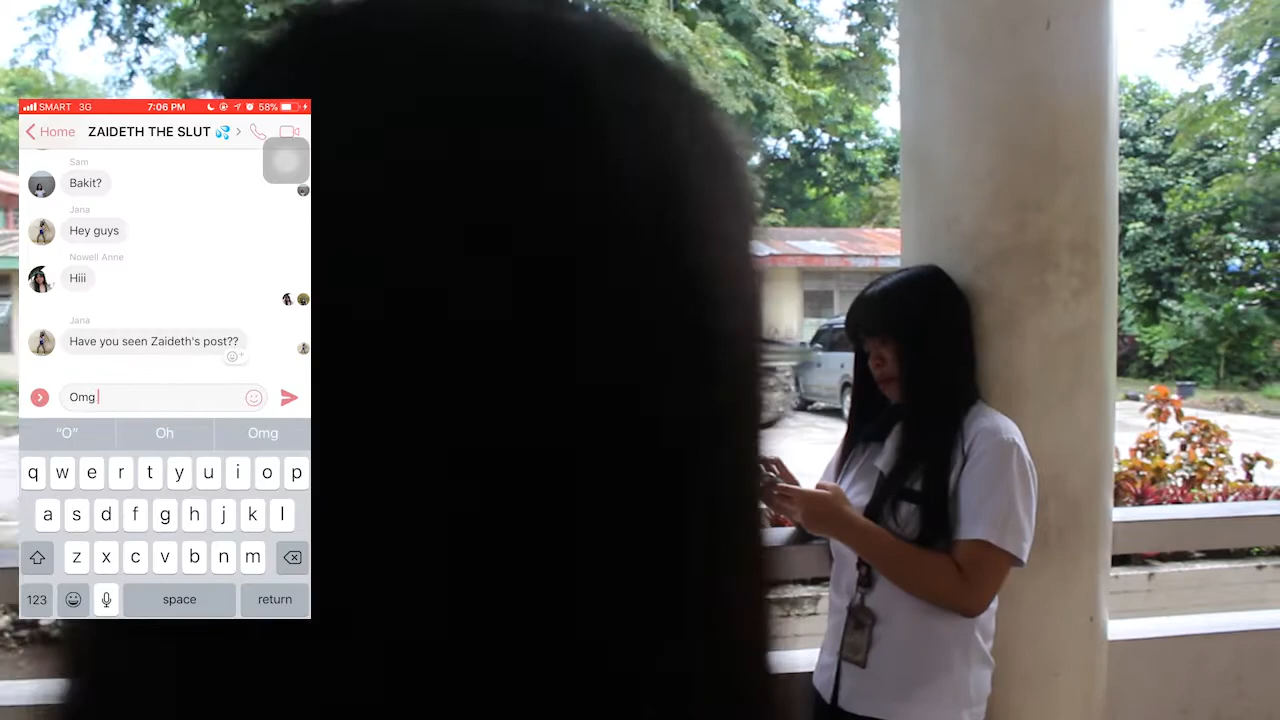 SMART 3G 7:06 PM 58%
Home ZAIDETH THE SLUT 💦
Sam
Bakit?
Jana
Hey guys
Nowell Anne
Hiii
Jana
Have you seen Zaideth's post??
Omg
“O” Oh Omg
q w e r t y u i o p
a s d f g h j k l
z x c v b n m
123 space return